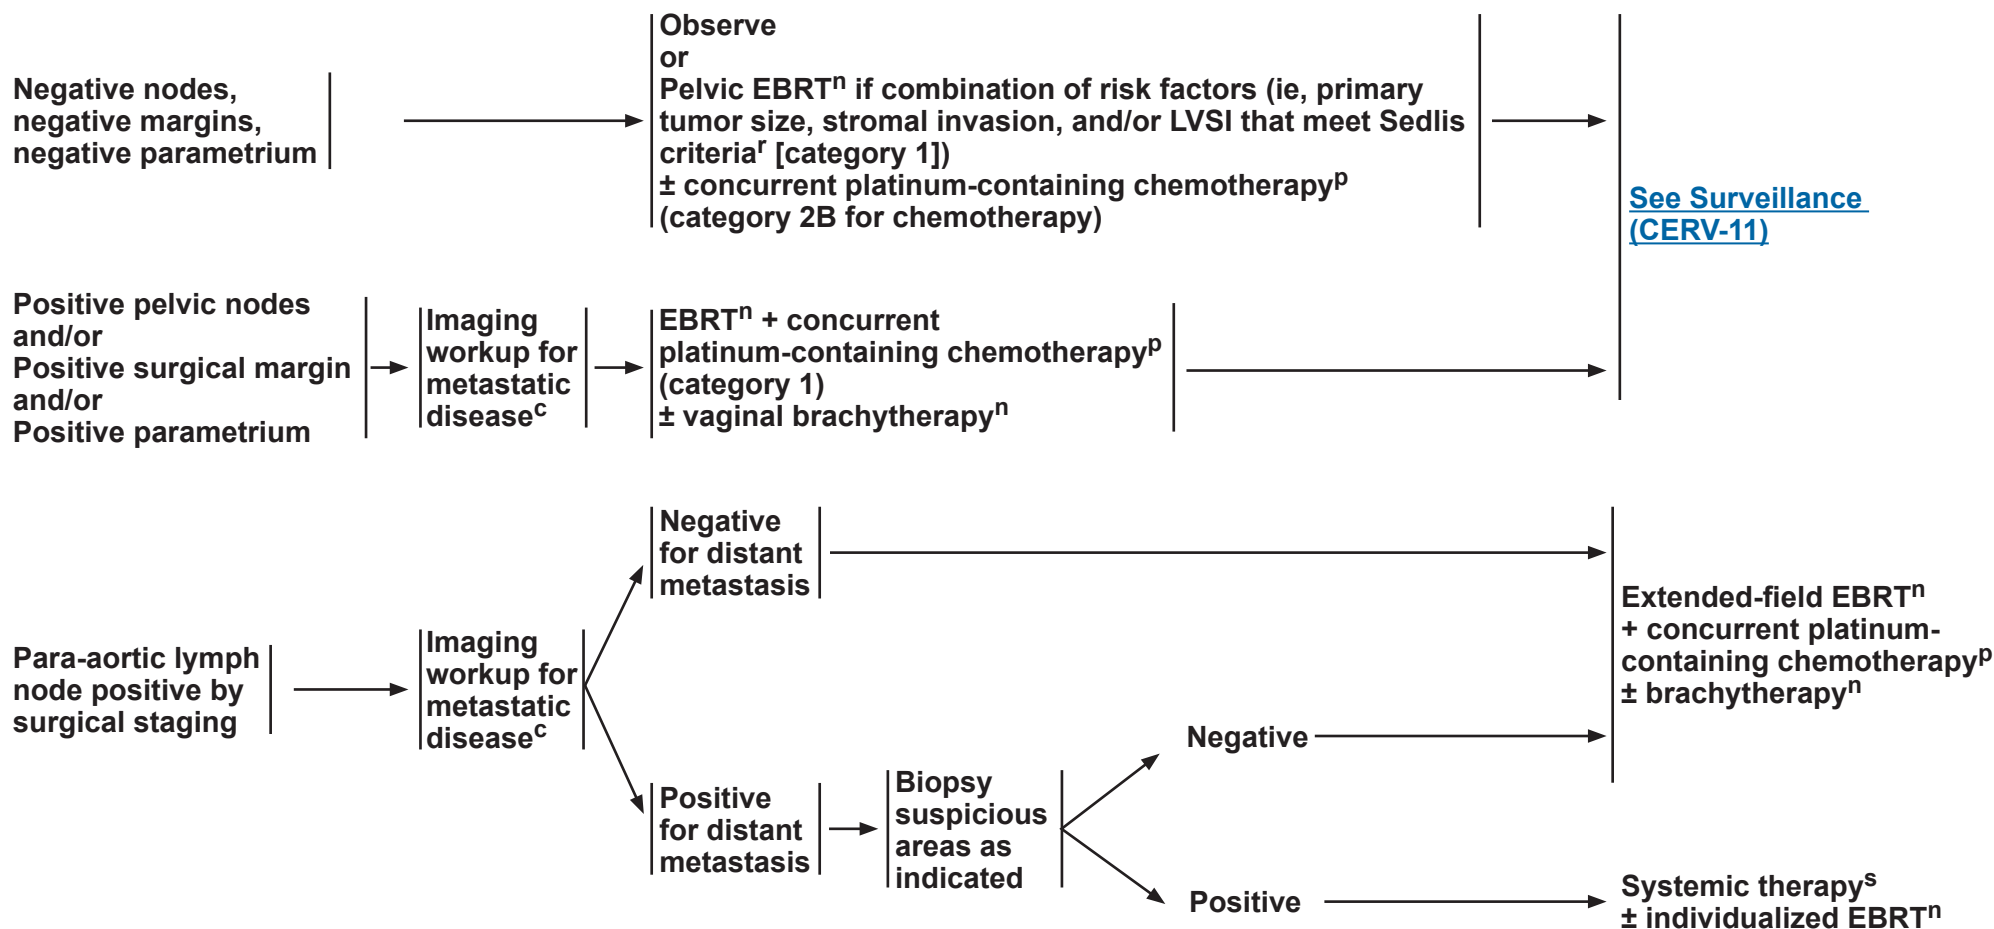 Negative nodes,
negative margins,
negative parametrium
Observe
or
Pelvic EBRTⁿ if combination of risk factors (ie, primary
tumor size, stromal invasion, and/or LVSI that meet Sedlis
criteriaʳ [category 1])
± concurrent platinum-containing chemotherapyᵖ
(category 2B for chemotherapy)
See Surveillance
(CERV-11)
Positive pelvic nodes
and/or
Positive surgical margin
and/or
Positive parametrium
Imaging
workup for
metastatic
diseaseᶜ
EBRTⁿ + concurrent
platinum-containing chemotherapyᵖ
(category 1)
± vaginal brachytherapyⁿ
Para-aortic lymph
node positive by
surgical staging
Imaging
workup for
metastatic
diseaseᶜ
Negative
for distant
metastasis
Positive
for distant
metastasis
Biopsy
suspicious
areas as
indicated
Negative
Positive
Extended-field EBRTⁿ
+ concurrent platinum-
containing chemotherapyᵖ
± brachytherapyⁿ
Systemic therapyˢ
± individualized EBRTⁿ